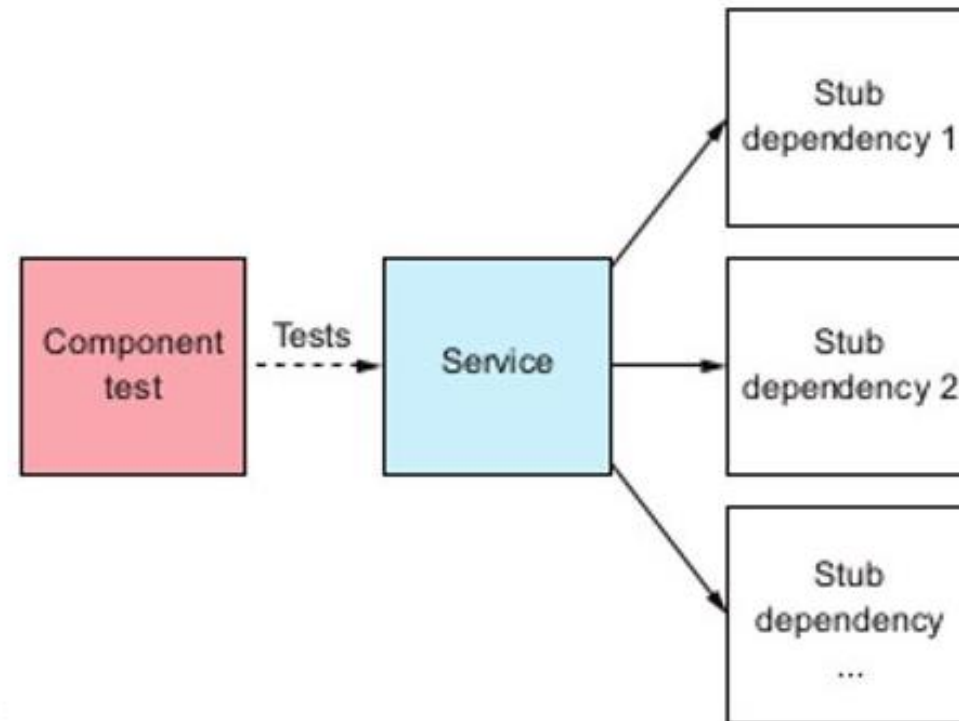 Component
test
Tests
Service
Stub
dependency 1
Stub
dependency 2
Stub
dependency
...